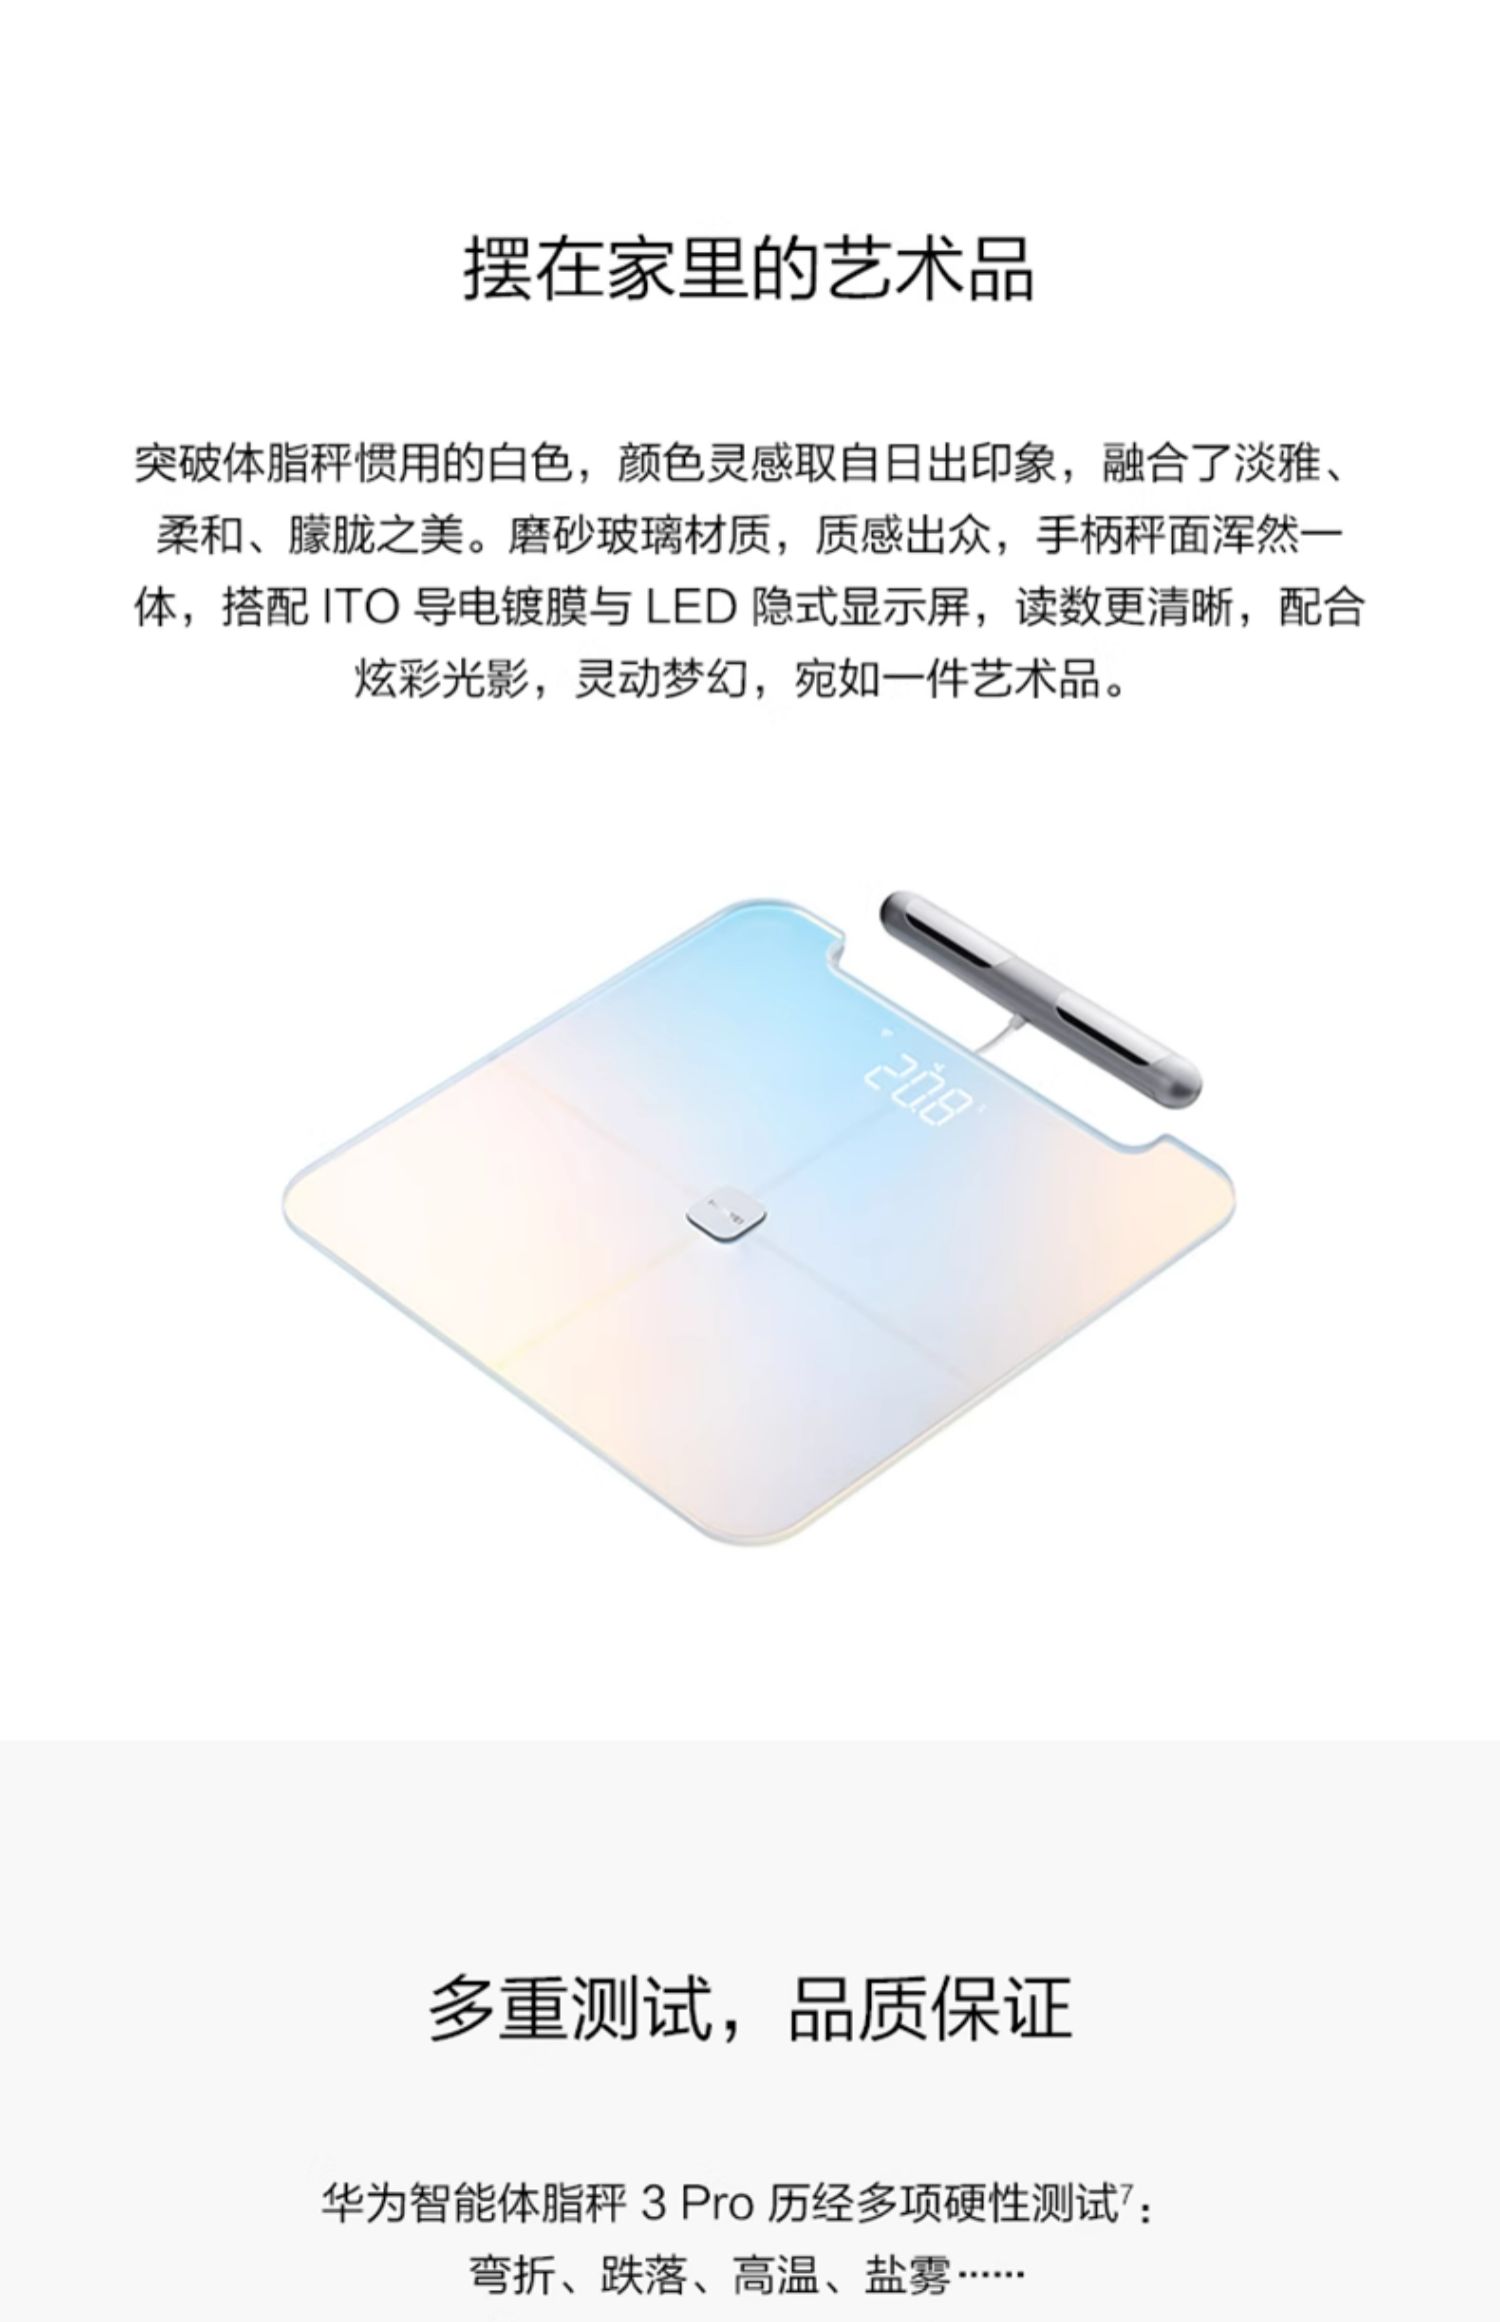 摆在家里的艺术品
突破体脂秤惯用的白色，颜色灵感取自日出印象，融合了淡雅、
柔和、朦胧之美。磨砂玻璃材质，质感出众，手柄秤面浑然一
体，搭配 ITO 导电镀膜与 LED 隐式显示屏，读数更清晰，配合
炫彩光影，灵动梦幻，宛如一件艺术品。
20.8
多重测试，品质保证
华为智能体脂秤 3 Pro 历经多项硬性测试⁷：
弯折、跌落、高温、盐雾······